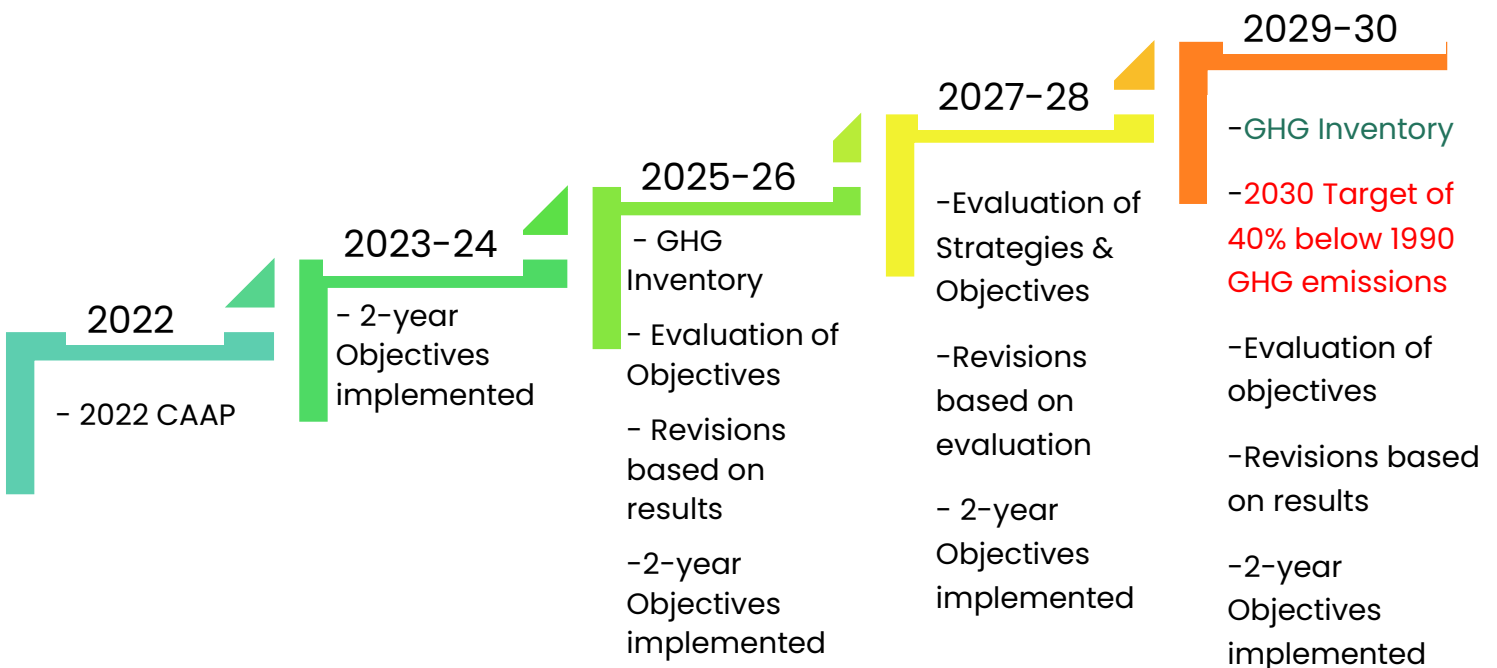 2022
- 2022 CAAP
2023-24
- 2-year
Objectives
implemented
2025-26
- GHG
Inventory
- Evaluation of
Objectives
- Revisions
based on
results
-2-year
Objectives
implemented
2027-28
-Evaluation of
Strategies &
Objectives
-Revisions
based on
evaluation
- 2-year
Objectives
implemented
2029-30
-GHG Inventory
-2030 Target of
40% below 1990
GHG emissions
-Evaluation of
objectives
-Revisions based
on results
-2-year
Objectives
implemented